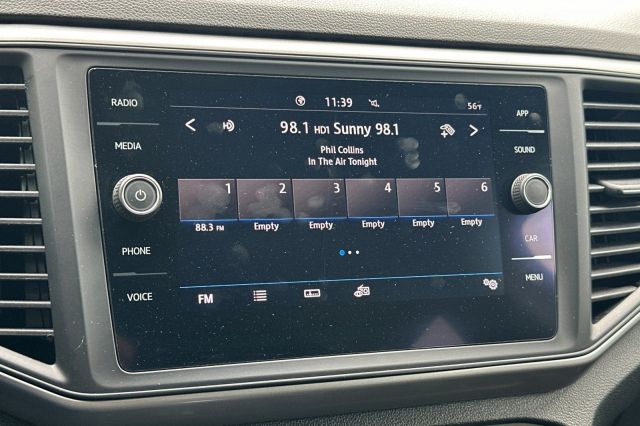 RADIO
MEDIA
PHONE
VOICE
11:39
56°F
98.1 HD1 Sunny 98.1
Phil Collins
In The Air Tonight
1 2 3 4 5 6
88.3 FM Empty Empty Empty Empty Empty
FM
APP
SOUND
CAR
MENU